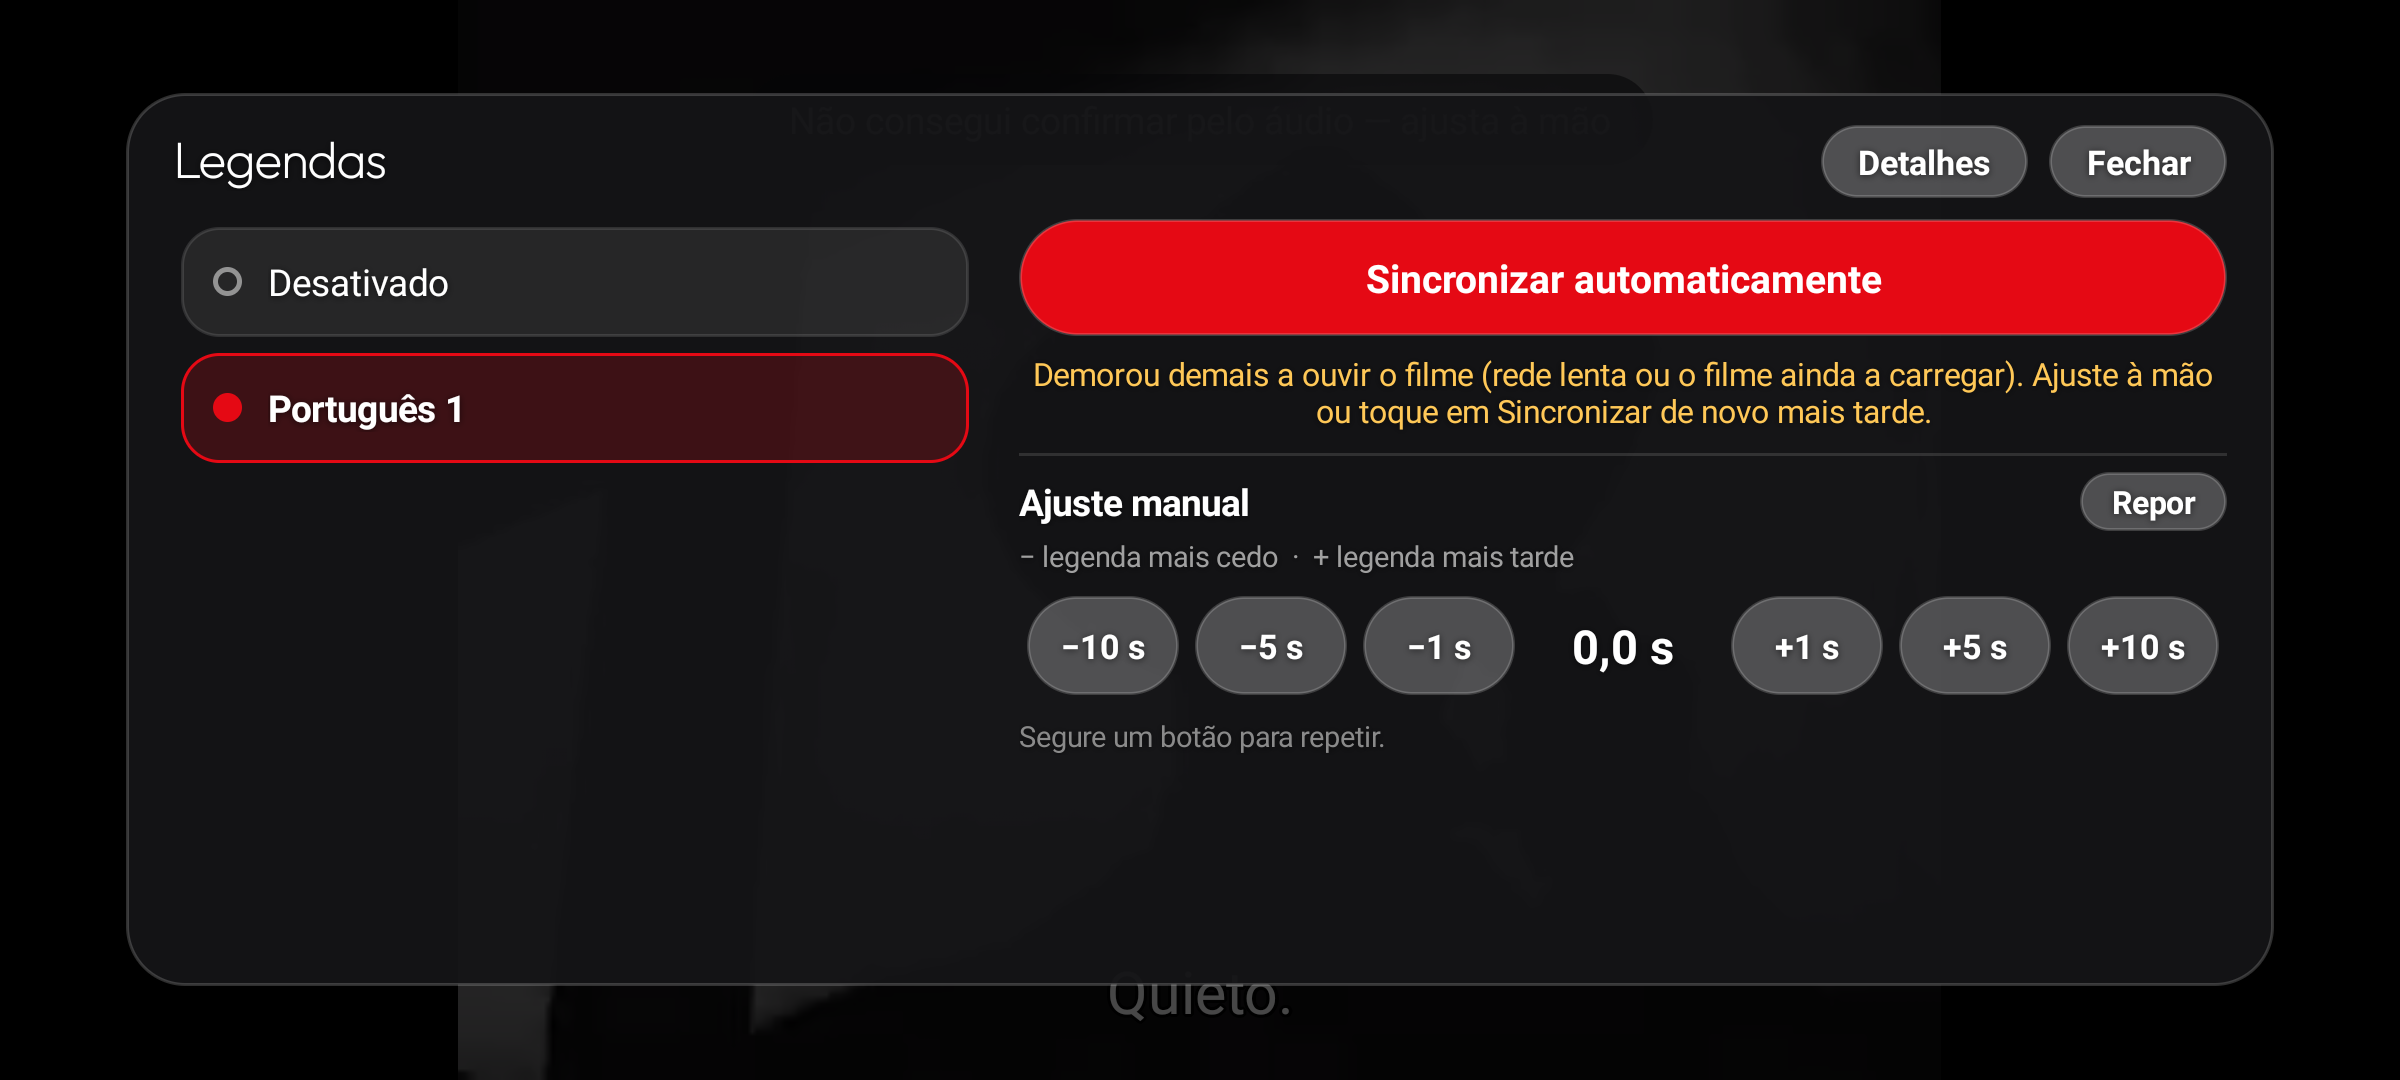 Não consegui confirmar pelo áudio — ajusta à mão
Legendas
Detalhes
Fechar
Desativado
Português 1
Sincronizar automaticamente
Demorou demais a ouvir o filme (rede lenta ou o filme ainda a carregar). Ajuste à mão
ou toque em Sincronizar de novo mais tarde.
Ajuste manual
Repor
− legenda mais cedo · + legenda mais tarde
−10 s
−5 s
−1 s
0,0 s
+1 s
+5 s
+10 s
Segure um botão para repetir.
Quieto.